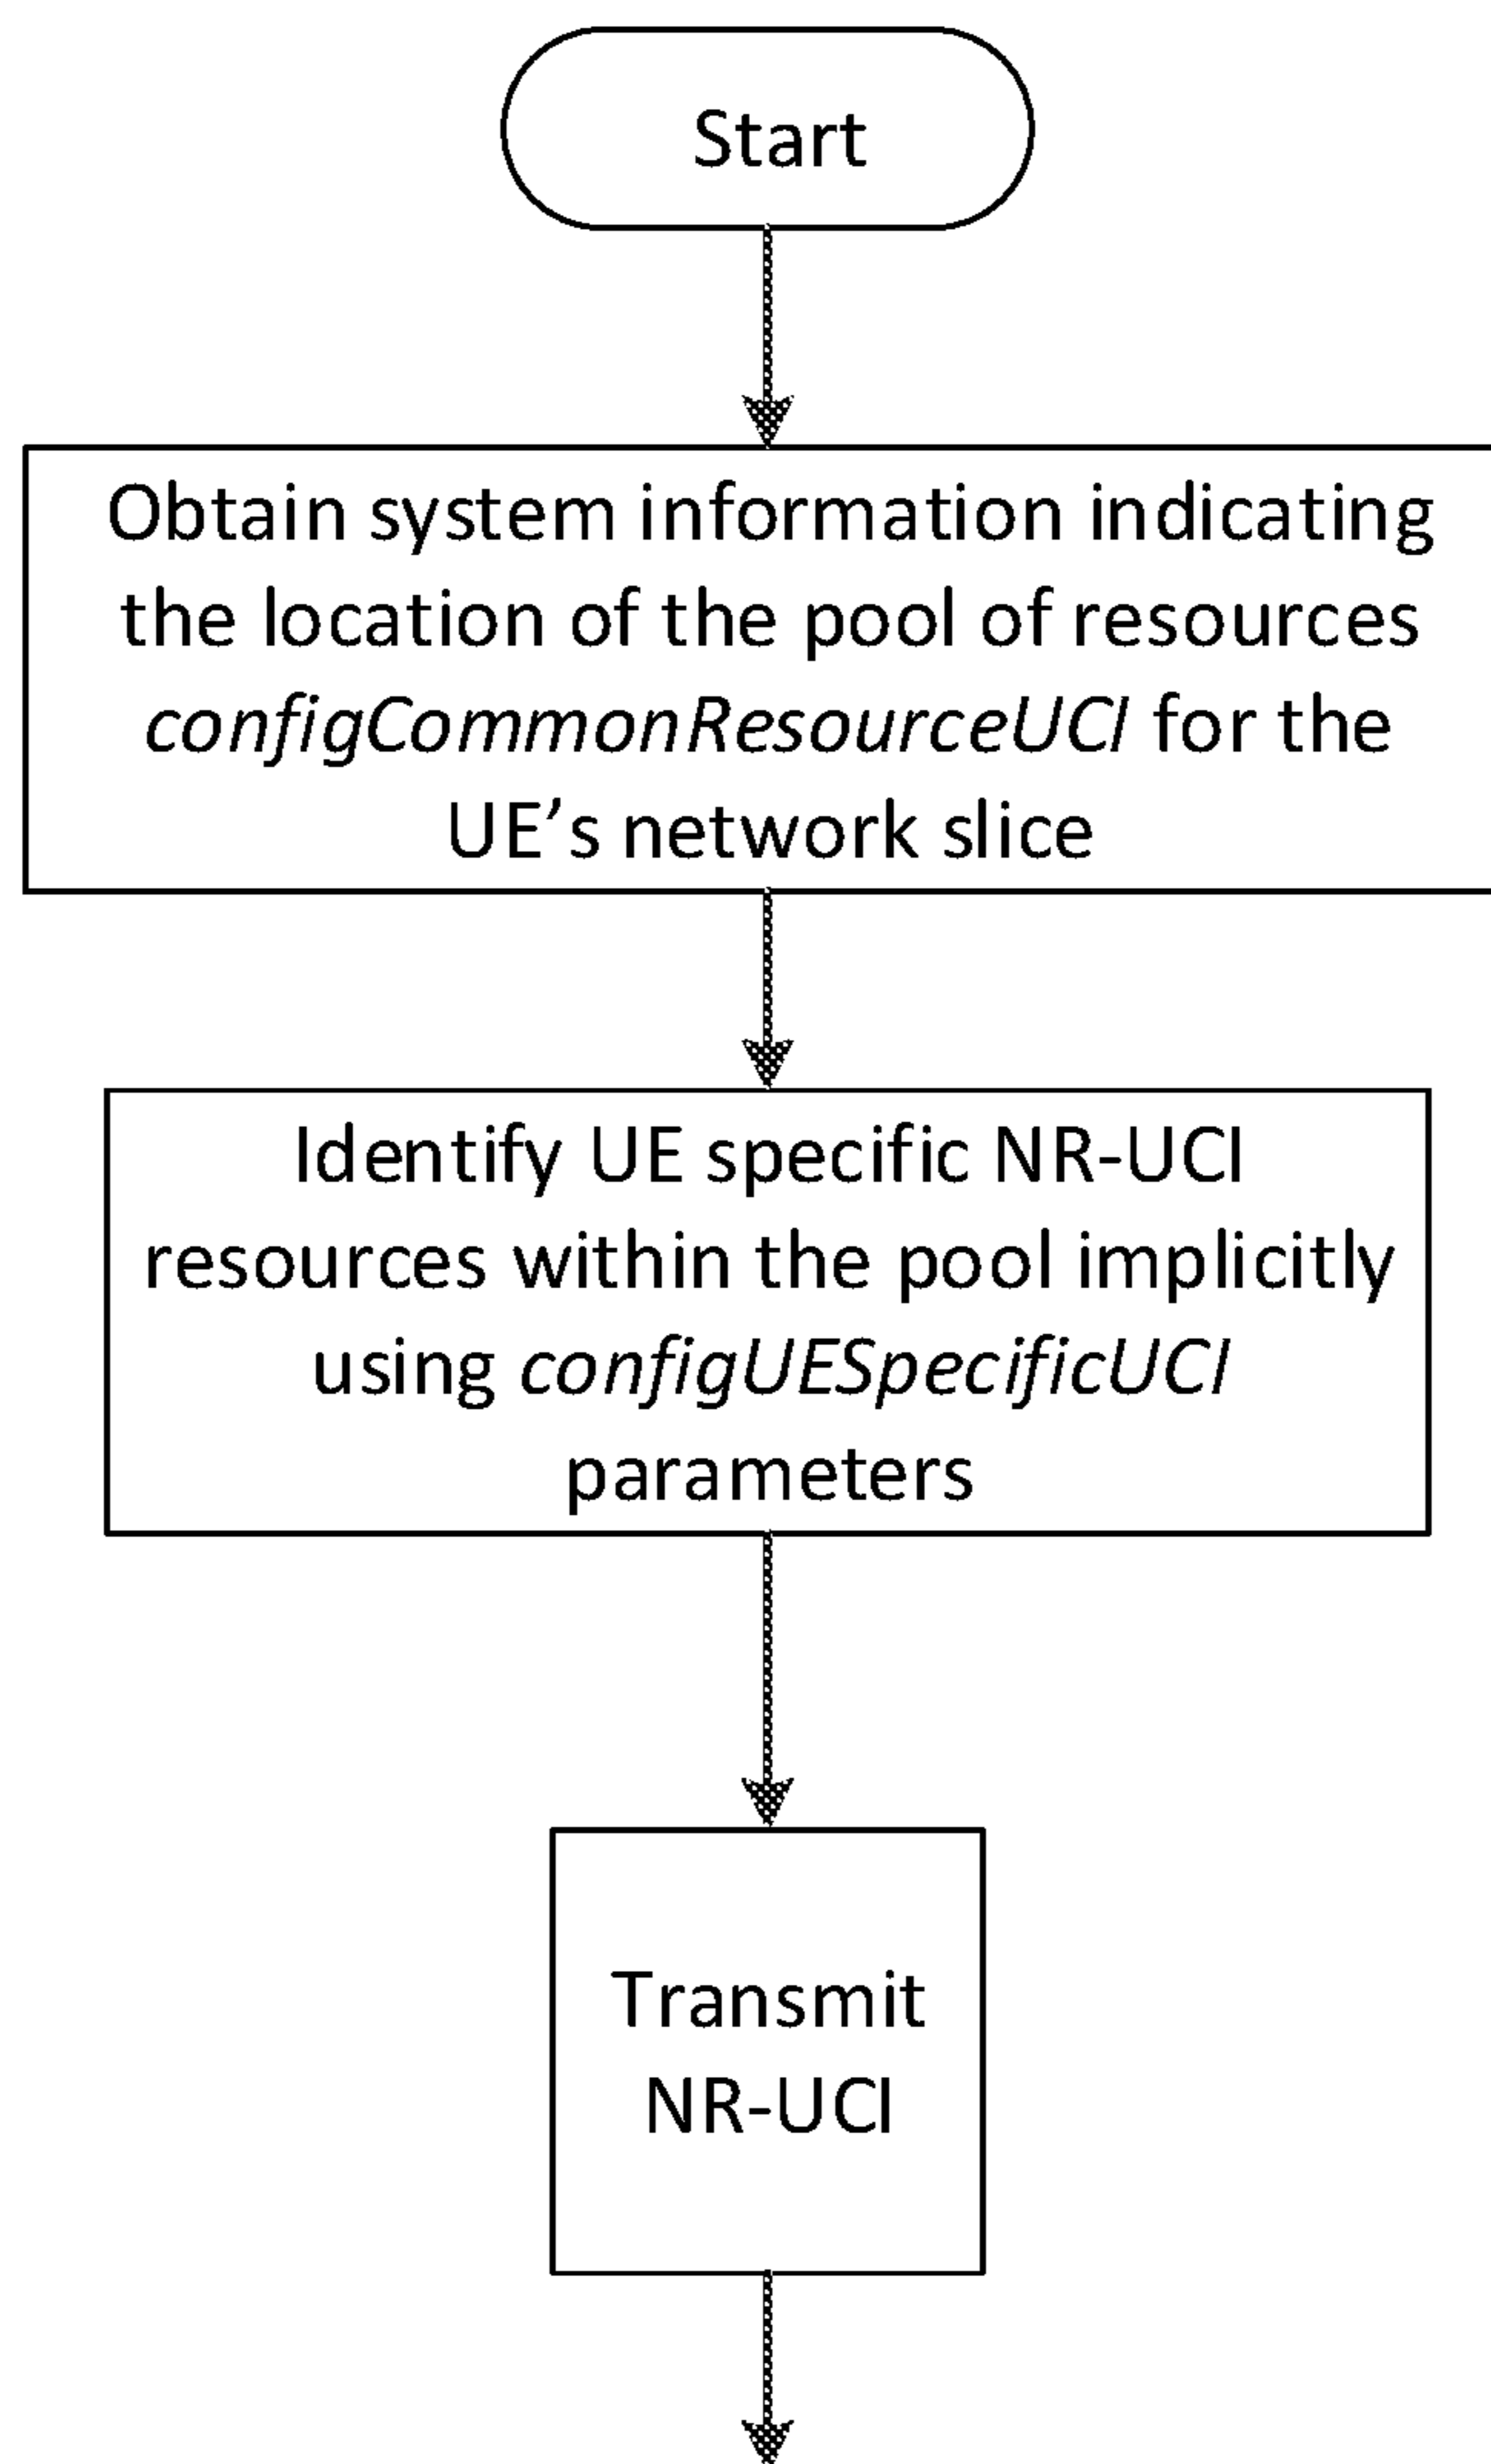 Start
Obtain system information indicating
the location of the pool of resources
configCommonResourceUCI for the
UE’s network slice
Identify UE specific NR-UCI
resources within the pool implicitly
using configUESpecificUCI
parameters
Transmit
NR-UCI